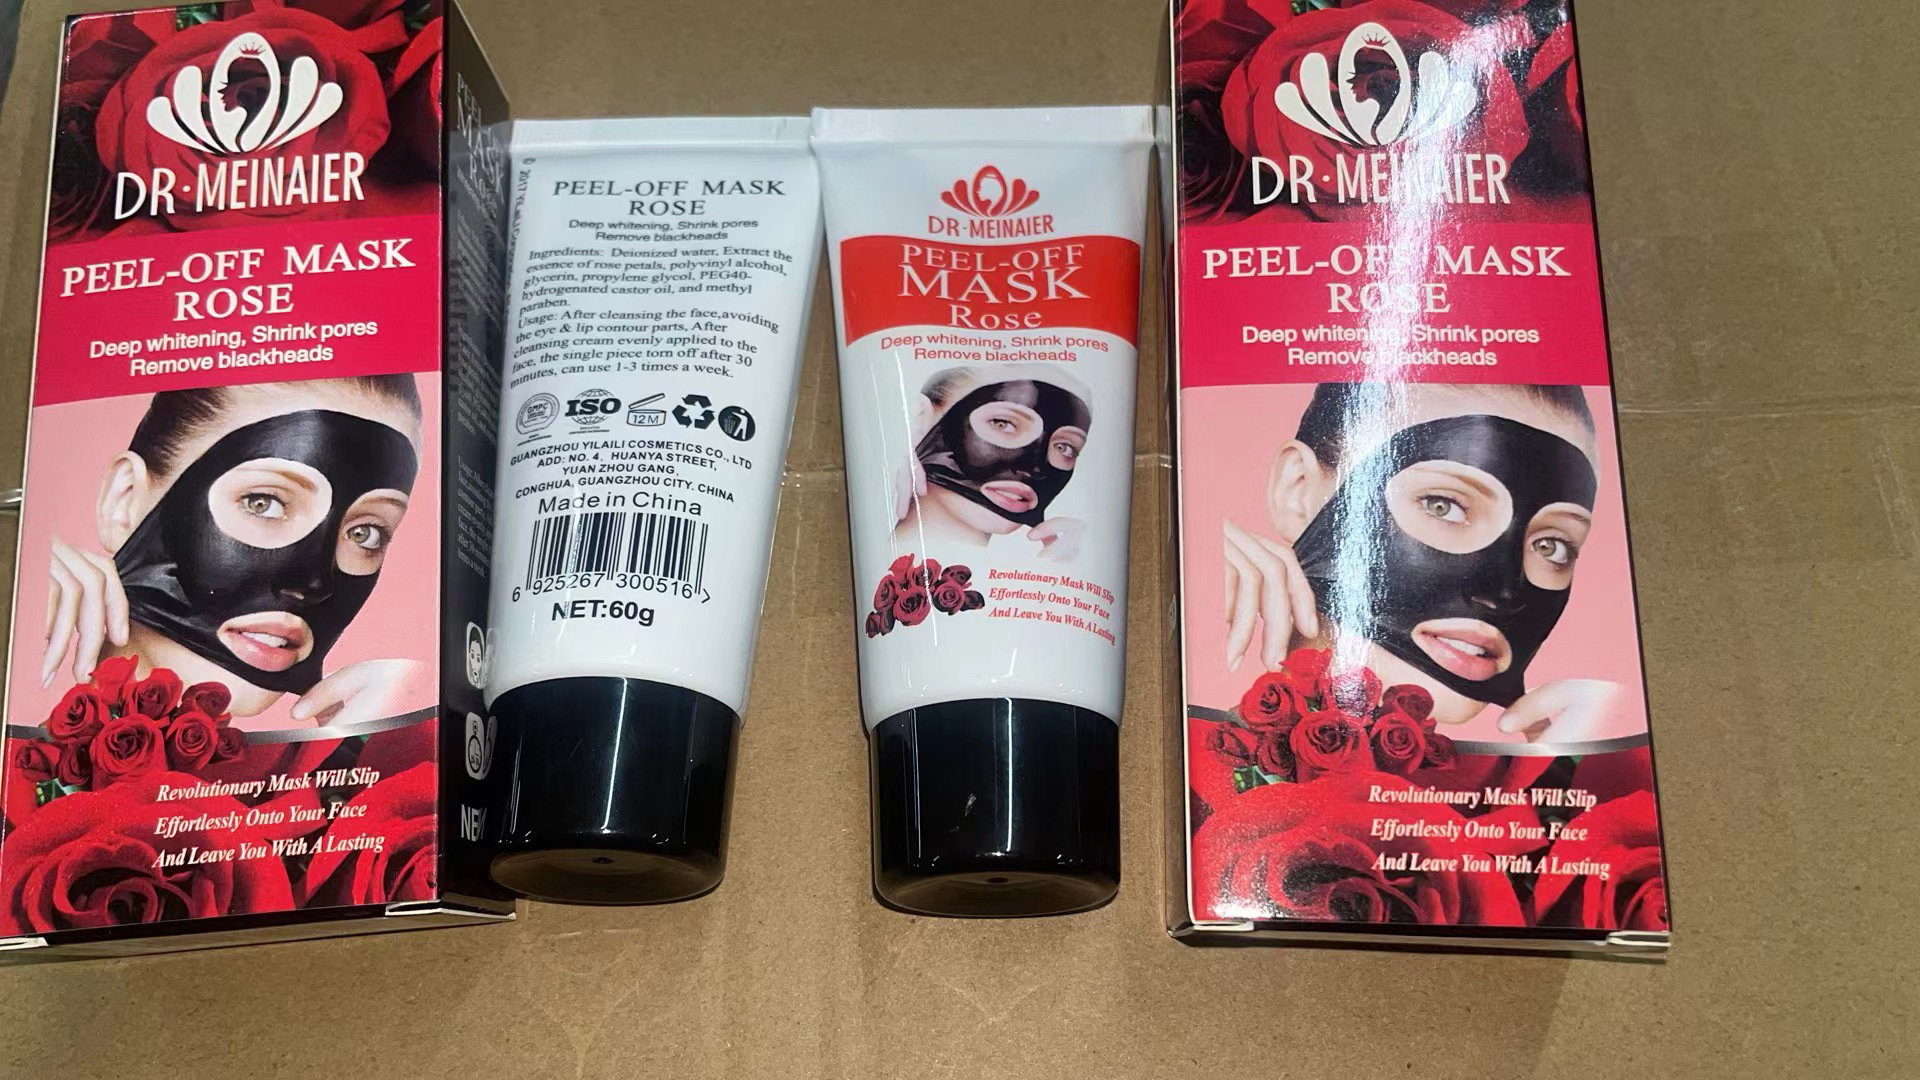 DR·MEINAIER
PEEL-OFF MASK
ROSE
Deep whitening, Shrink pores
Remove blackheads
Revolutionary Mask Will Slip
Effortlessly Onto Your Face
And Leave You With A Lasting
PEEL-OFF MASK
ROSE
Deep whitening, Shrink pores
Remove blackheads
Ingredients: Deionized water, Extract the
essence of rose petals, polyvinyl alcohol,
glycerin, propylene glycol, PEG40-
hydrogenated castor oil, and methyl
paraben.
Usage: After cleansing the face,avoiding
the eye & lip contour parts, After
cleansing cream evenly applied to the
face, the single piece torn off after 30
minutes, can use 1-3 times a week.
GMPC
ISO
12M
GUANGZHOU YILAILI COSMETICS CO., LTD
ADD: NO. 4, HUANYA STREET,
YUAN ZHOU GANG,
CONGHUA, GUANGZHOU CITY. CHINA
Made in China
6 925267 300516 >
NET:60g
DR·MEINAIER
PEEL-OFF
MASK
Rose
Deep whitening, Shrink pores
Remove blackheads
Revolutionary Mask Will Slip
Effortlessly Onto Your Face
And Leave You With A Lasting
DR·MEINAIER
PEEL-OFF MASK
ROSE
Deep whitening, Shrink pores
Remove blackheads
Revolutionary Mask Will Slip
Effortlessly Onto Your Face
And Leave You With A Lasting